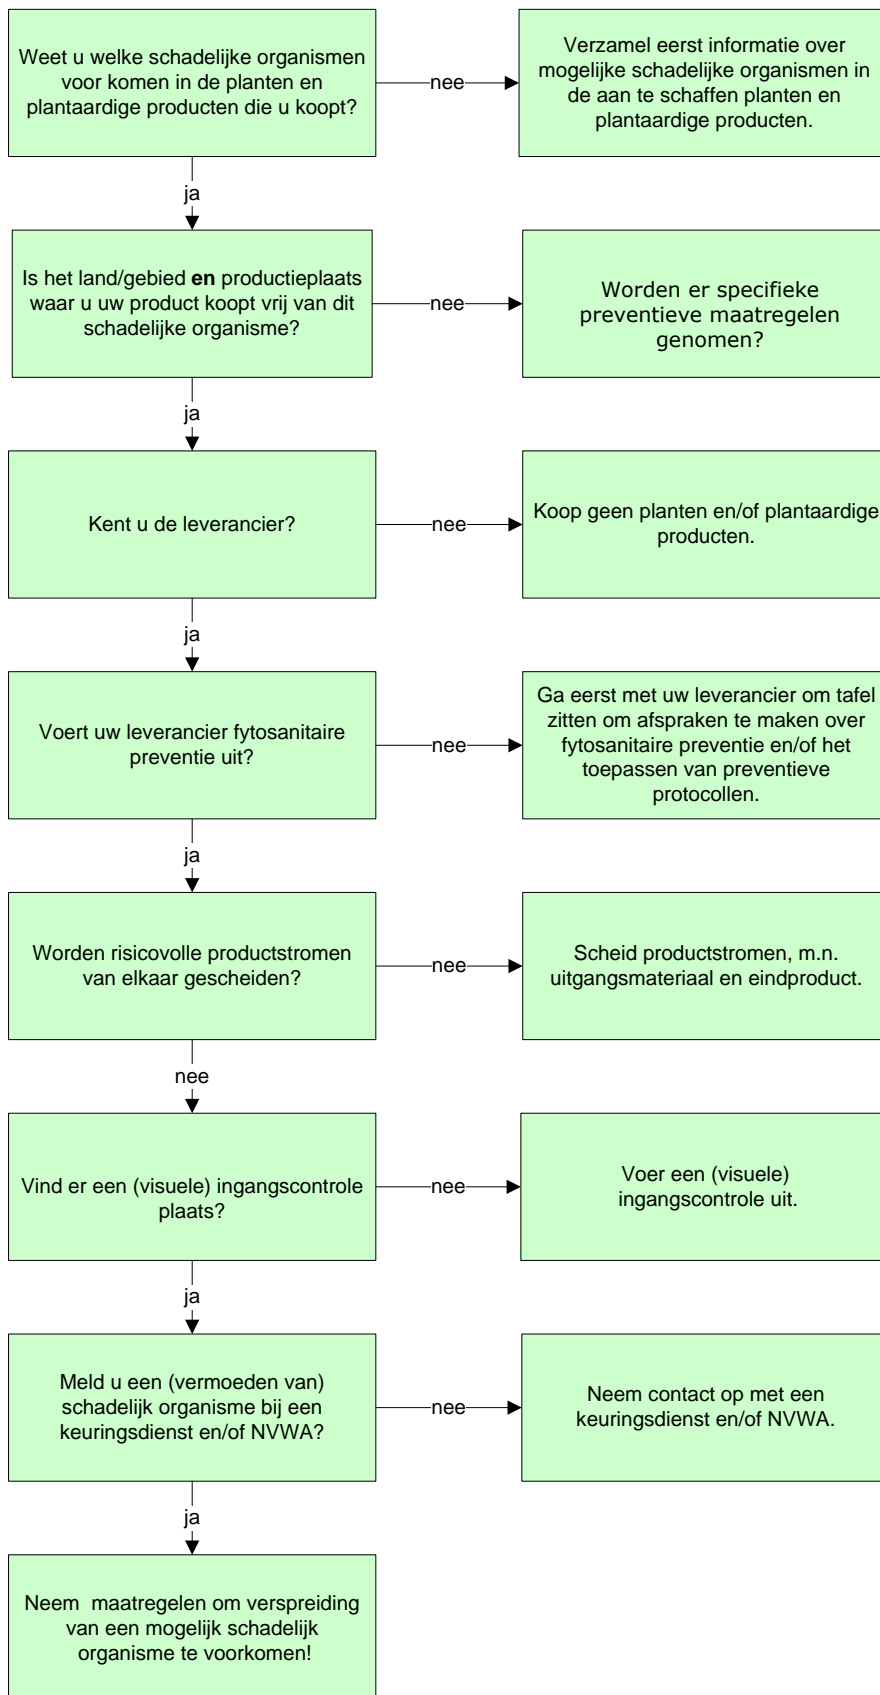 Weet u welke schadelijke organismen
voor komen in de planten en
plantaardige producten die u koopt?
nee
Verzamel eerst informatie over
mogelijke schadelijke organismen in
de aan te schaffen planten en
plantaardige producten.
ja
Is het land/gebied en productieplaats
waar u uw product koopt vrij van dit
schadelijke organisme?
nee
Worden er specifieke
preventieve maatregelen
genomen?
ja
Kent u de leverancier?
nee
Koop geen planten en/of plantaardige
producten.
ja
Voert uw leverancier fytosanitaire
preventie uit?
nee
Ga eerst met uw leverancier om tafel
zitten om afspraken te maken over
fytosanitaire preventie en/of het
toepassen van preventieve
protocollen.
ja
Worden risicovolle productstromen
van elkaar gescheiden?
nee
Scheid productstromen, m.n.
uitgangsmateriaal en eindproduct.
nee
Vind er een (visuele) ingangscontrole
plaats?
nee
Voer een (visuele)
ingangscontrole uit.
ja
Meld u een (vermoeden van)
schadelijk organisme bij een
keuringsdienst en/of NVWA?
nee
Neem contact op met een
keuringsdienst en/of NVWA.
ja
Neem  maatregelen om verspreiding
van een mogelijk schadelijk
organisme te voorkomen!